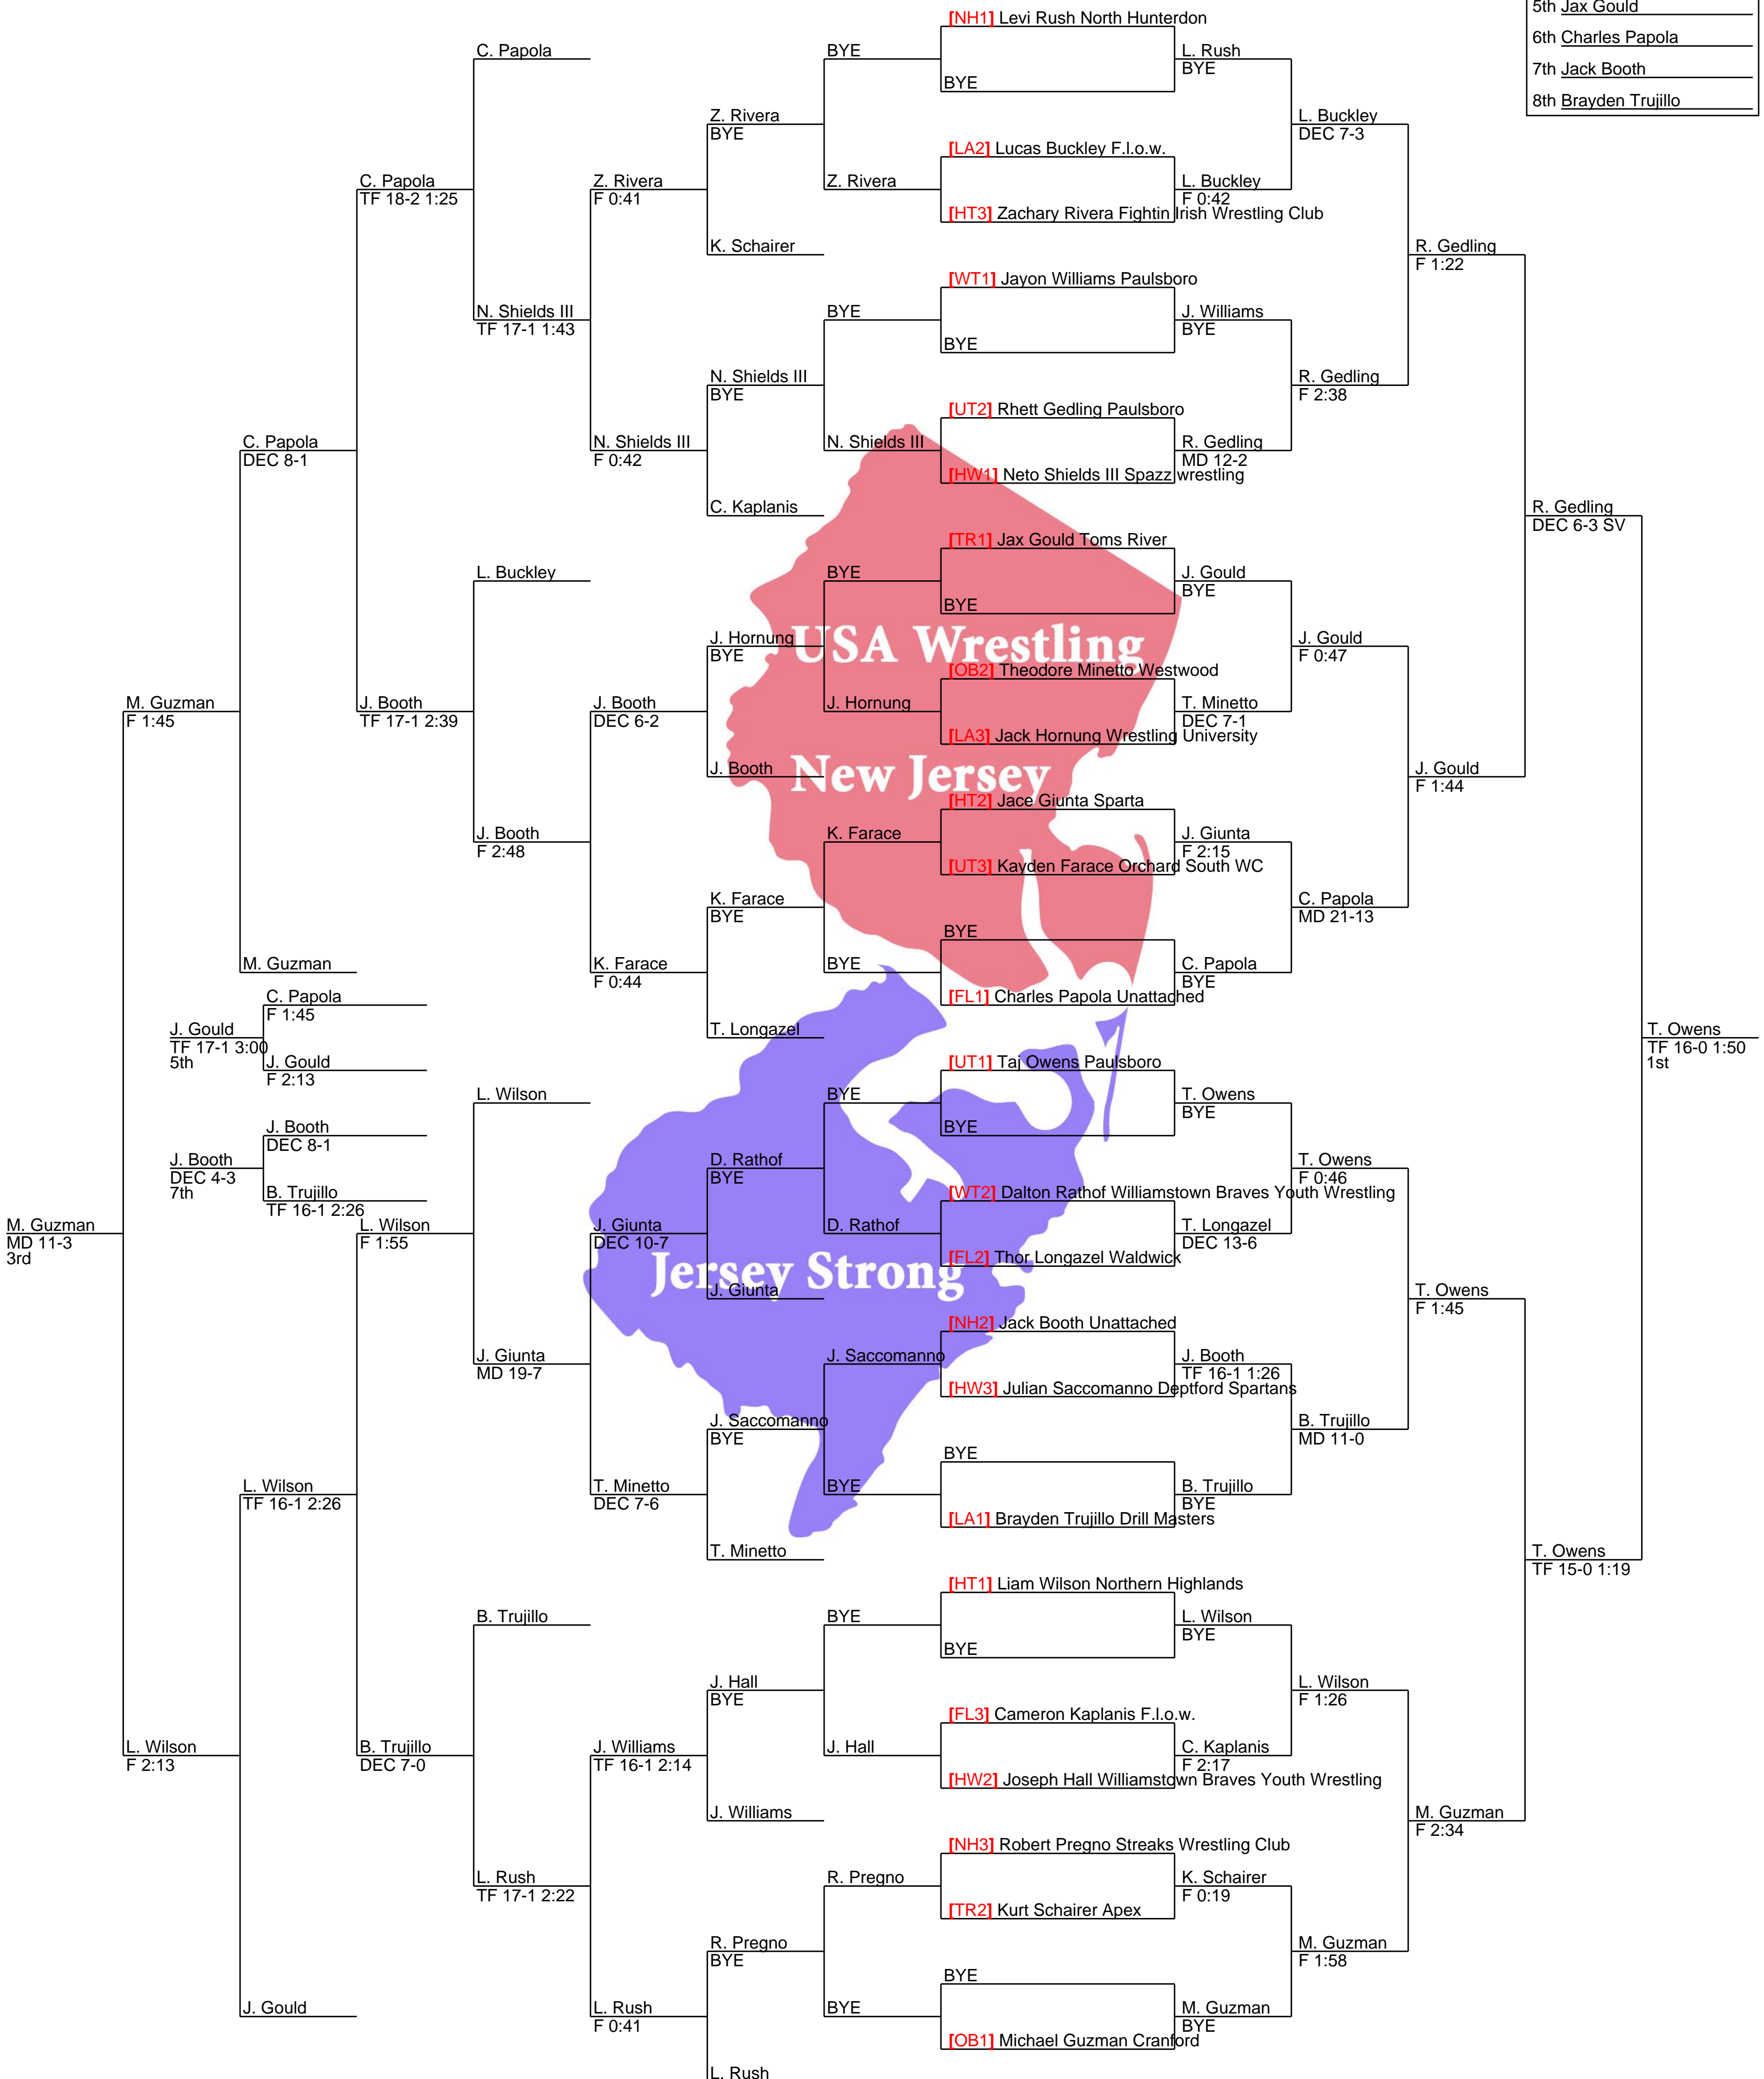 5th Jax Gould
6th Charles Papola
7th Jack Booth
8th Brayden Trujillo
[NH1] Levi Rush North Hunterdon
C. Papola
BYE
L. Rush
BYE
BYE
Z. Rivera
BYE
L. Buckley
DEC 7-3
[LA2] Lucas Buckley F.l.o.w.
C. Papola
TF 18-2 1:25
Z. Rivera
F 0:41
Z. Rivera
L. Buckley
F 0:42
[HT3] Zachary Rivera Fightin Irish Wrestling Club
K. Schairer
R. Gedling
F 1:22
[WT1] Jayon Williams Paulsboro
N. Shields III
TF 17-1 1:43
BYE
J. Williams
BYE
BYE
N. Shields III
BYE
R. Gedling
F 2:38
[UT2] Rhett Gedling Paulsboro
C. Papola
DEC 8-1
N. Shields III
F 0:42
N. Shields III
R. Gedling
MD 12-2
[HW1] Neto Shields III Spazz wrestling
C. Kaplanis
R. Gedling
DEC 6-3 SV
[TR1] Jax Gould Toms River
L. Buckley
BYE
J. Gould
BYE
BYE
USA Wrestling
J. Hornung
BYE
J. Gould
F 0:47
[OB2] Theodore Minetto Westwood
M. Guzman
F 1:45
J. Booth
TF 17-1 2:39
J. Booth
DEC 6-2
J. Hornung
T. Minetto
DEC 7-1
[LA3] Jack Hornung Wrestling University
New Jersey
J. Booth
J. Gould
F 1:44
[HT2] Jace Giunta Sparta
J. Booth
F 2:48
K. Farace
J. Giunta
F 2:15
[UT3] Kayden Farace Orchard South WC
K. Farace
BYE
C. Papola
MD 21-13
BYE
M. Guzman
K. Farace
F 0:44
BYE
C. Papola
BYE
[FL1] Charles Papola Unattached
C. Papola
F 1:45
J. Gould
TF 17-1 3:00
5th
T. Longazel
T. Owens
TF 16-0 1:50
1st
J. Gould
F 2:13
[UT1] Taj Owens Paulsboro
L. Wilson
BYE
T. Owens
BYE
BYE
J. Booth
DEC 8-1
J. Booth
DEC 4-3
7th
D. Rathof
BYE
T. Owens
F 0:46
B. Trujillo
TF 16-1 2:26
[WT2] Dalton Rathof Williamstown Braves Youth Wrestling
M. Guzman
MD 11-3
3rd
L. Wilson
F 1:55
J. Giunta
DEC 10-7
D. Rathof
T. Longazel
DEC 13-6
[FL2] Thor Longazel Waldwick
Jersey Strong
J. Giunta
T. Owens
F 1:45
[NH2] Jack Booth Unattached
J. Giunta
MD 19-7
J. Saccomanno
J. Booth
TF 16-1 1:26
[HW3] Julian Saccomanno Deptford Spartans
J. Saccomanno
BYE
B. Trujillo
MD 11-0
BYE
L. Wilson
TF 16-1 2:26
T. Minetto
DEC 7-6
BYE
B. Trujillo
BYE
[LA1] Brayden Trujillo Drill Masters
T. Minetto
T. Owens
TF 15-0 1:19
[HT1] Liam Wilson Northern Highlands
B. Trujillo
BYE
L. Wilson
BYE
BYE
J. Hall
BYE
L. Wilson
F 1:26
[FL3] Cameron Kaplanis F.l.o.w.
L. Wilson
F 2:13
B. Trujillo
DEC 7-0
J. Williams
TF 16-1 2:14
J. Hall
C. Kaplanis
F 2:17
[HW2] Joseph Hall Williamstown Braves Youth Wrestling
J. Williams
M. Guzman
F 2:34
[NH3] Robert Pregno Streaks Wrestling Club
L. Rush
TF 17-1 2:22
R. Pregno
K. Schairer
F 0:19
[TR2] Kurt Schairer Apex
R. Pregno
BYE
M. Guzman
F 1:58
BYE
J. Gould
L. Rush
F 0:41
BYE
M. Guzman
BYE
[OB1] Michael Guzman Cranford
L. Rush